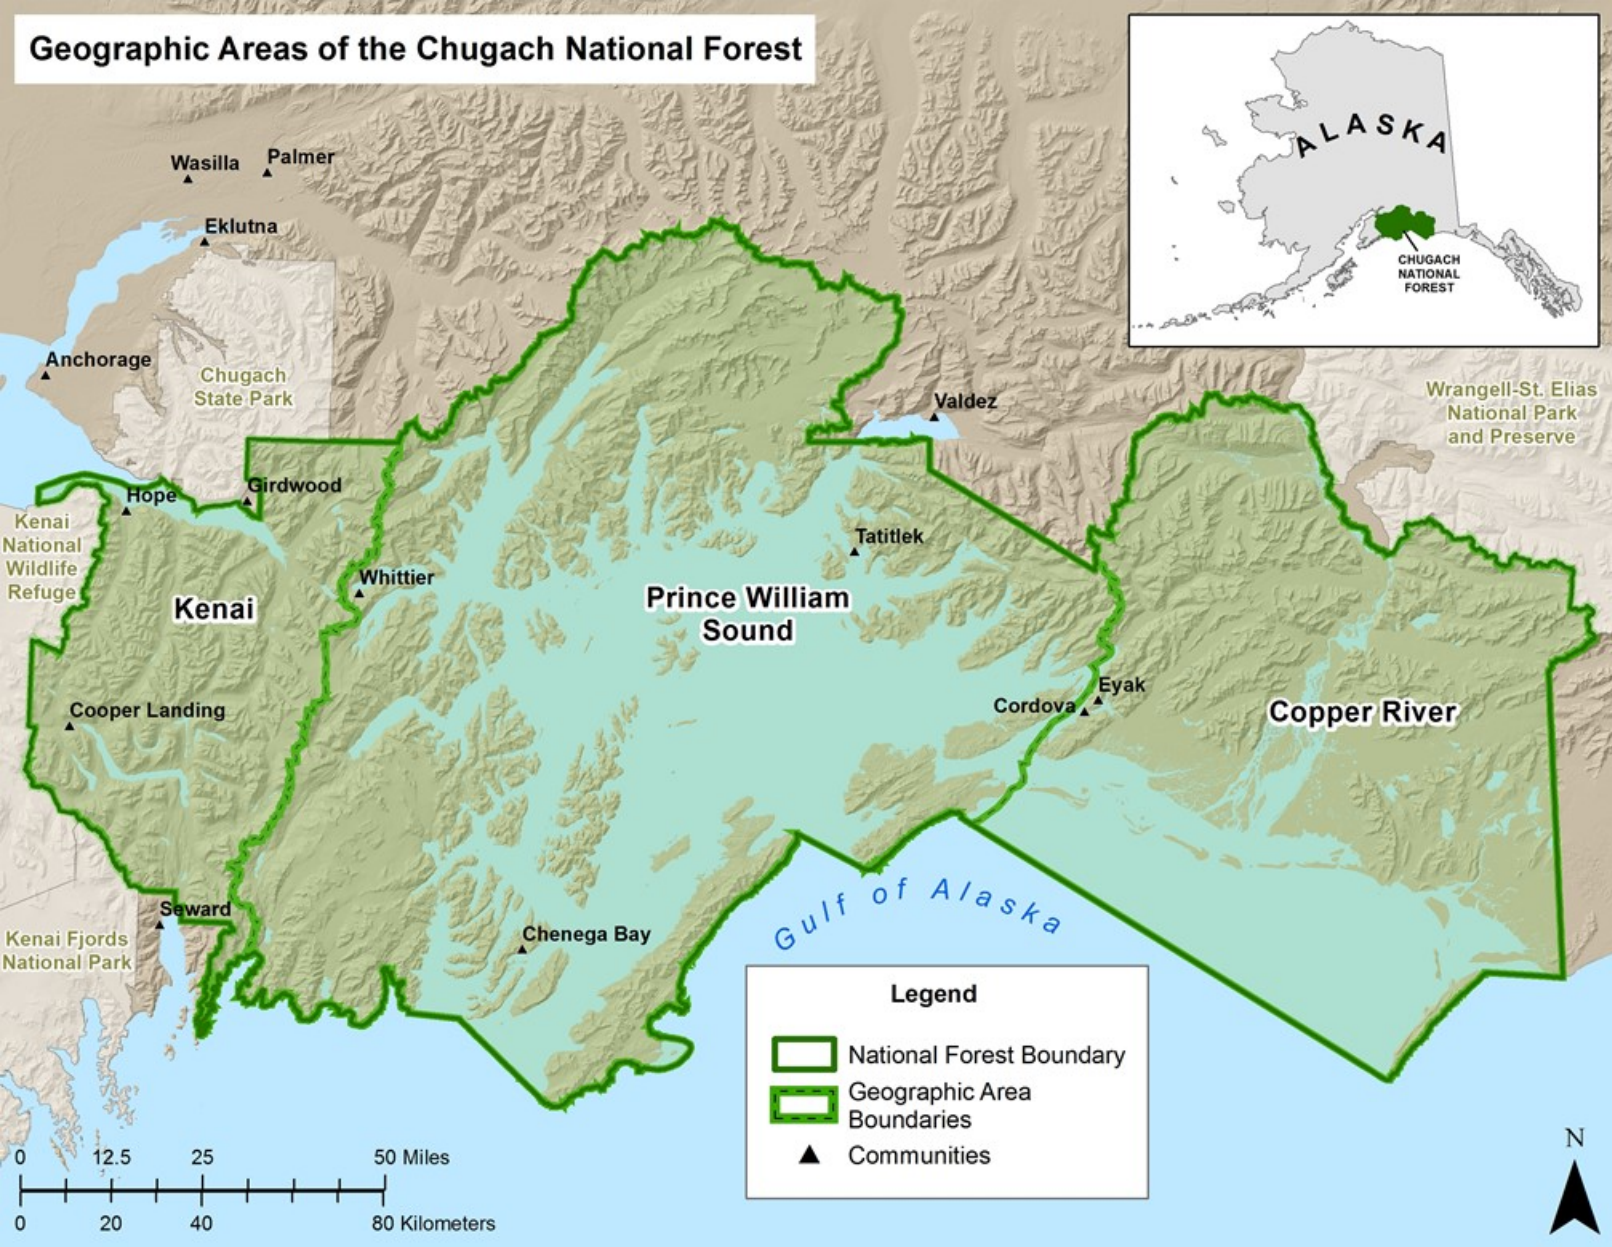 Geographic Areas of the Chugach National Forest
ALASKA
CHUGACH
NATIONAL
FOREST
Wasilla
Palmer
Eklutna
Anchorage
Chugach
State Park
Valdez
Wrangell-St. Elias
National Park
and Preserve
Hope
Girdwood
Kenai
National
Wildlife
Refuge
Whittier
Tatitlek
Kenai
Prince William
Sound
Cooper Landing
Eyak
Cordova
Copper River
Seward
Kenai Fjords
National Park
Chenega Bay
Gulf of Alaska
Legend
National Forest Boundary
Geographic Area
Boundaries
Communities
0 12.5 25 50 Miles
0 20 40 80 Kilometers
N